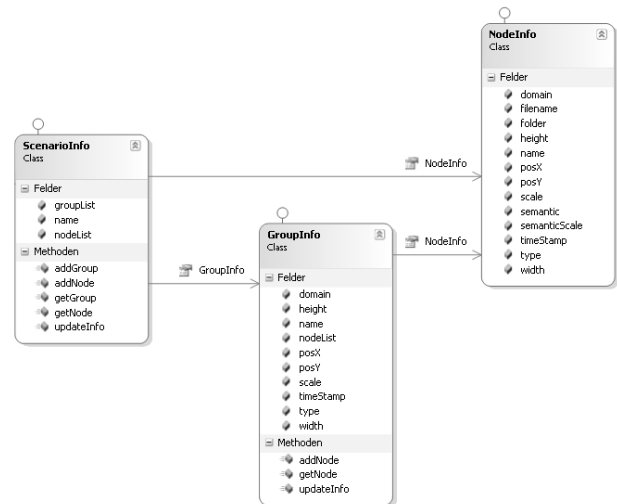 NodeInfo
Class
Felder
domain
filename
folder
height
name
posX
posY
scale
semantic
semanticScale
timeStamp
type
width
ScenarioInfo
Class
Felder
groupList
name
nodeList
Methoden
addGroup
addNode
getGroup
getNode
updateInfo
NodeInfo
GroupInfo
NodeInfo
GroupInfo
Class
Felder
domain
height
name
nodeList
posX
posY
scale
timeStamp
type
width
Methoden
addNode
getNode
updateInfo